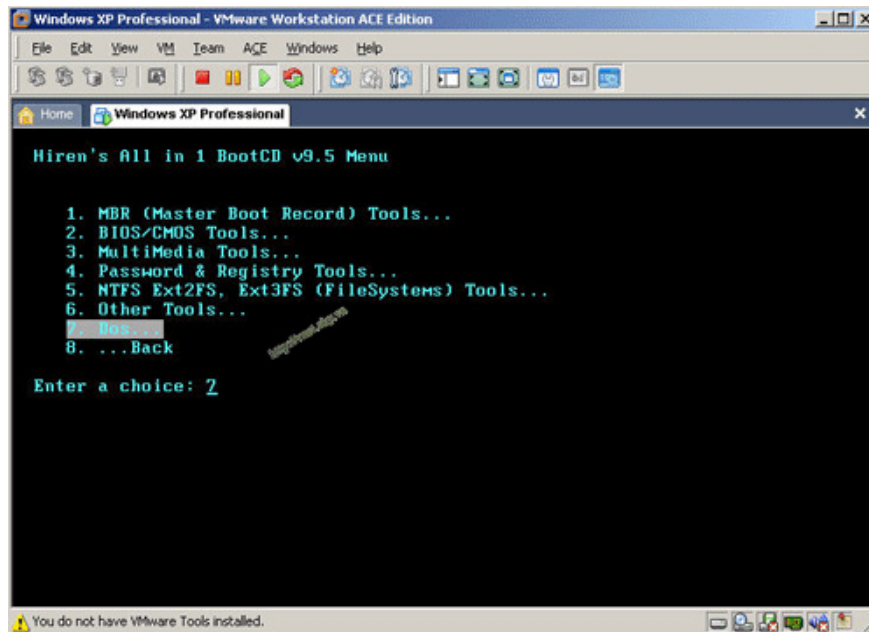 Windows XP Professional - VMware Workstation ACE Edition
File Edit View VM Team ACE Windows Help
Home Windows XP Professional
Hiren's All in 1 BootCD v9.5 Menu
1. MBR (Master Boot Record) Tools...
2. BIOS/CMOS Tools...
3. MultiMedia Tools...
4. Password & Registry Tools...
5. NTFS Ext2FS, Ext3FS (FileSystems) Tools...
6. Other Tools...
7. Dos...
8. ...Back
Enter a choice: 7
You do not have VMware Tools installed.